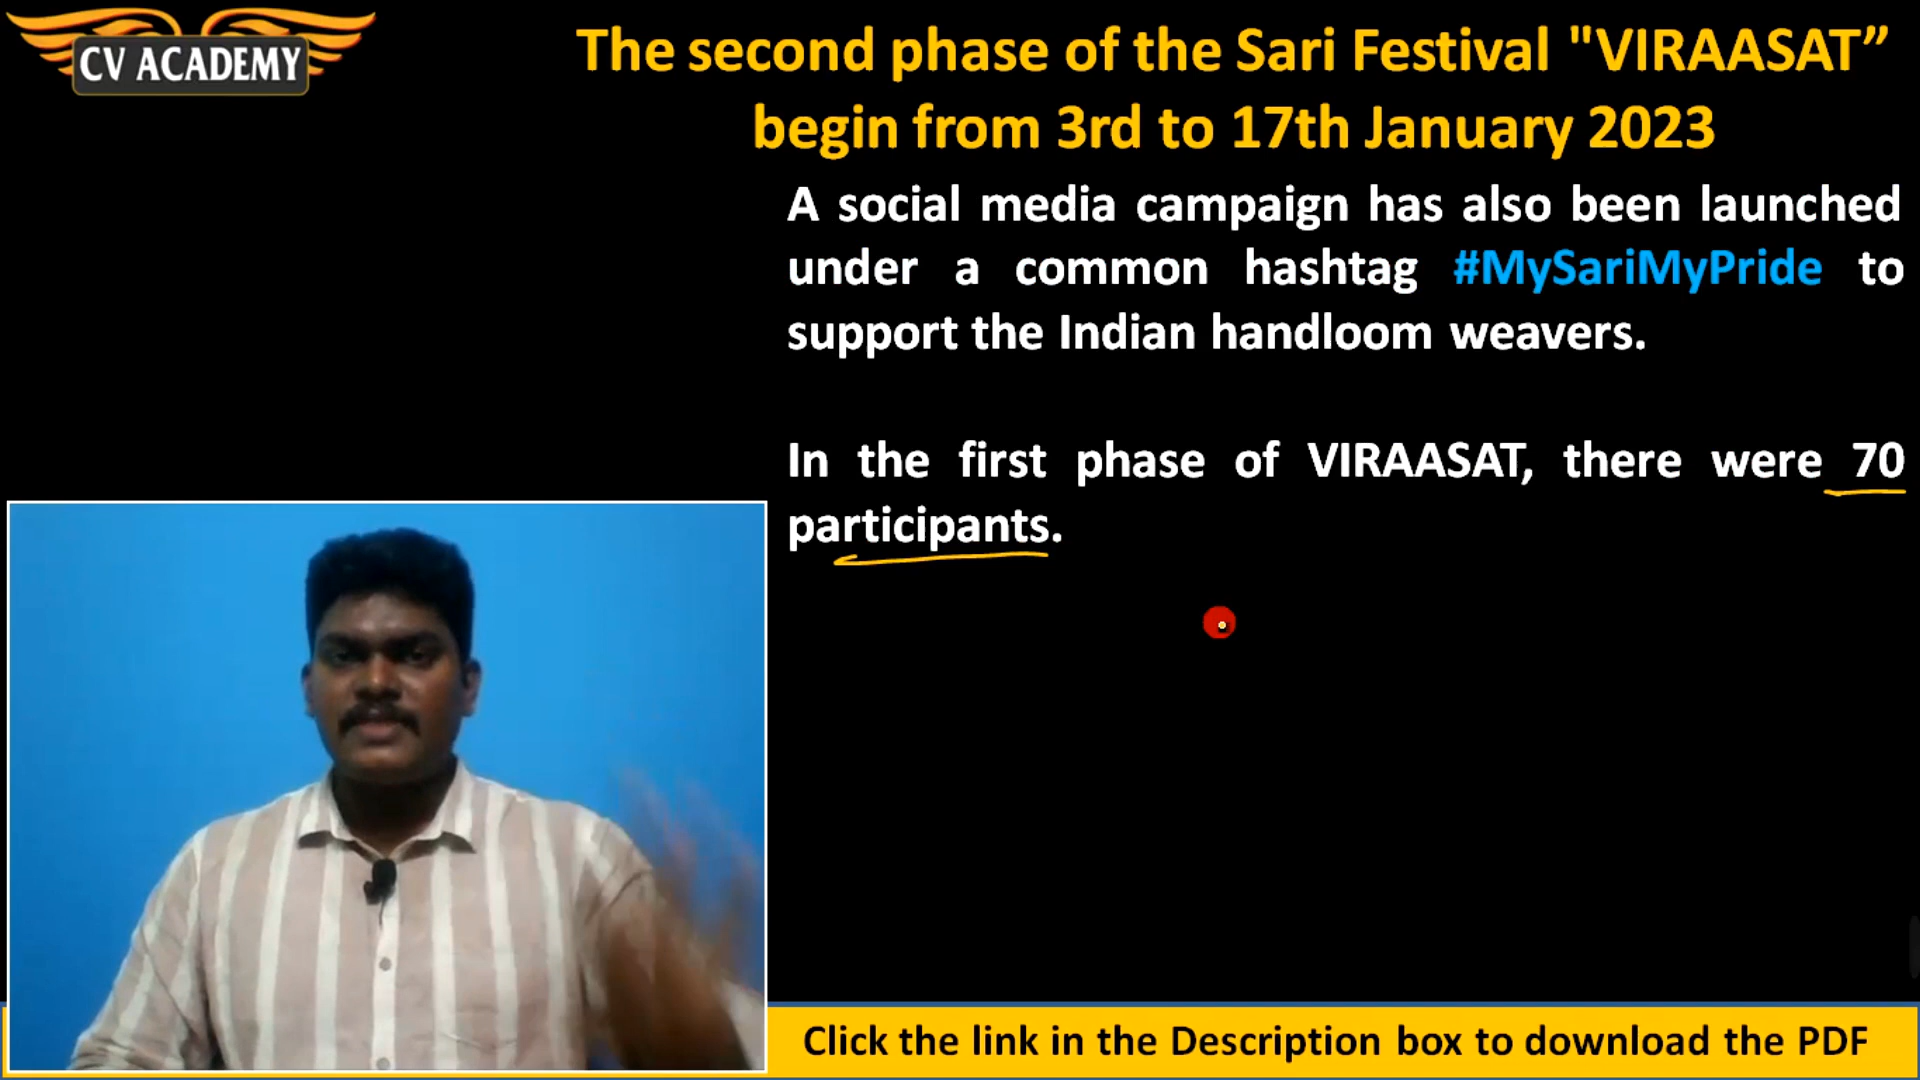 CV ACADEMY
The second phase of the Sari Festival "VIRAASAT”
begin from 3rd to 17th January 2023
A social media campaign has also been launched
under a common hashtag #MySariMyPride to
support the Indian handloom weavers.
In the first phase of VIRAASAT, there were 70
participants.
Click the link in the Description box to download the PDF